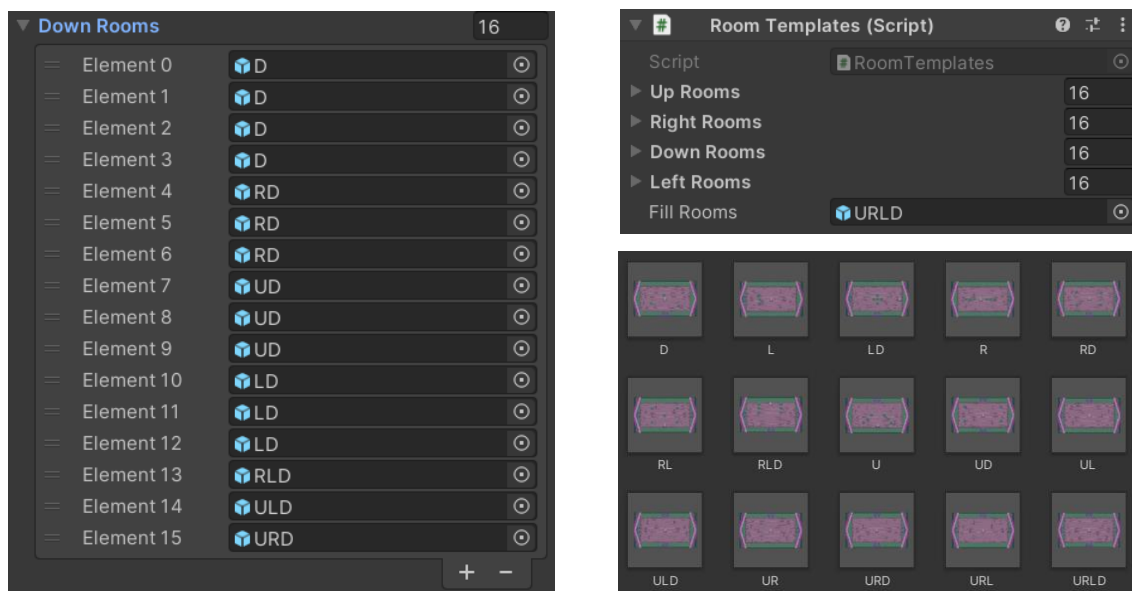 Down Rooms 16
Element 0 D
Element 1 D
Element 2 D
Element 3 D
Element 4 RD
Element 5 RD
Element 6 RD
Element 7 UD
Element 8 UD
Element 9 UD
Element 10 LD
Element 11 LD
Element 12 LD
Element 13 RLD
Element 14 ULD
Element 15 URD
+ −
# Room Templates (Script)
Script # RoomTemplates
Up Rooms 16
Right Rooms 16
Down Rooms 16
Left Rooms 16
Fill Rooms URLD
D L LD R RD
RL RLD U UD UL
ULD UR URD URL URLD